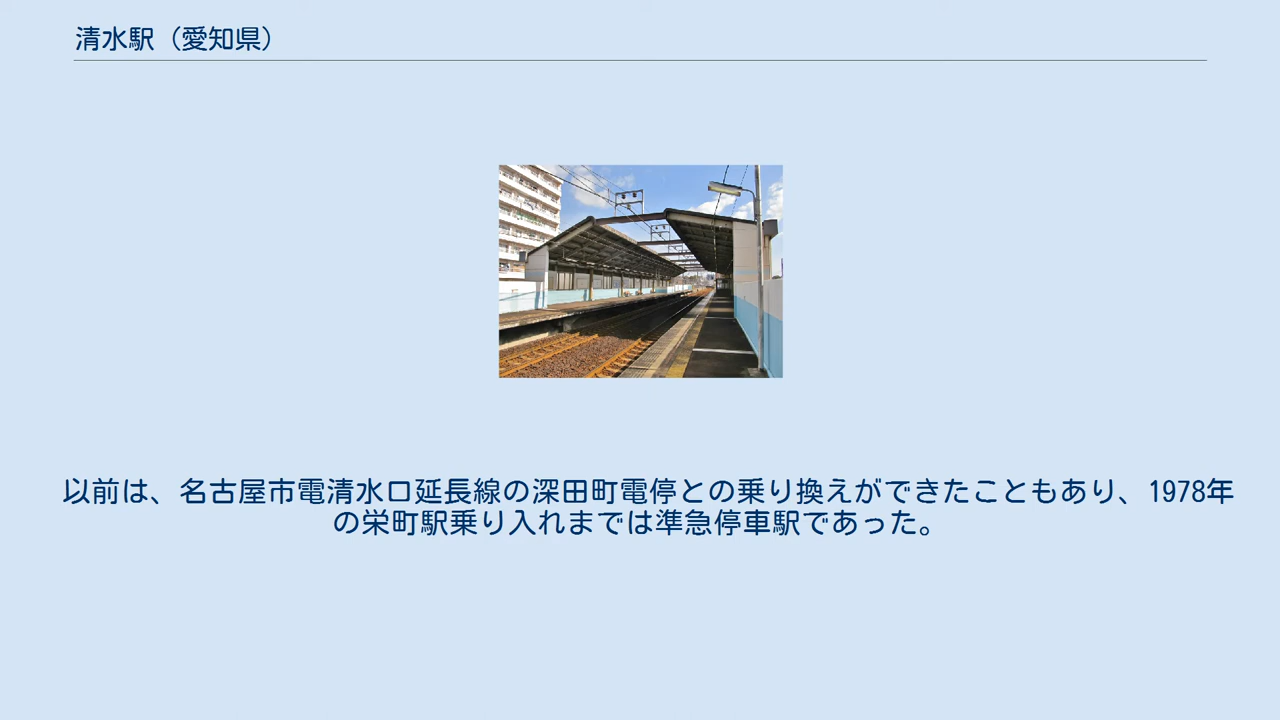 清水駅（愛知県）
以前は、名古屋市電清水口延長線の深田町電停との乗り換えができたこともあり、1978年
の栄町駅乗り入れまでは準急停車駅であった。